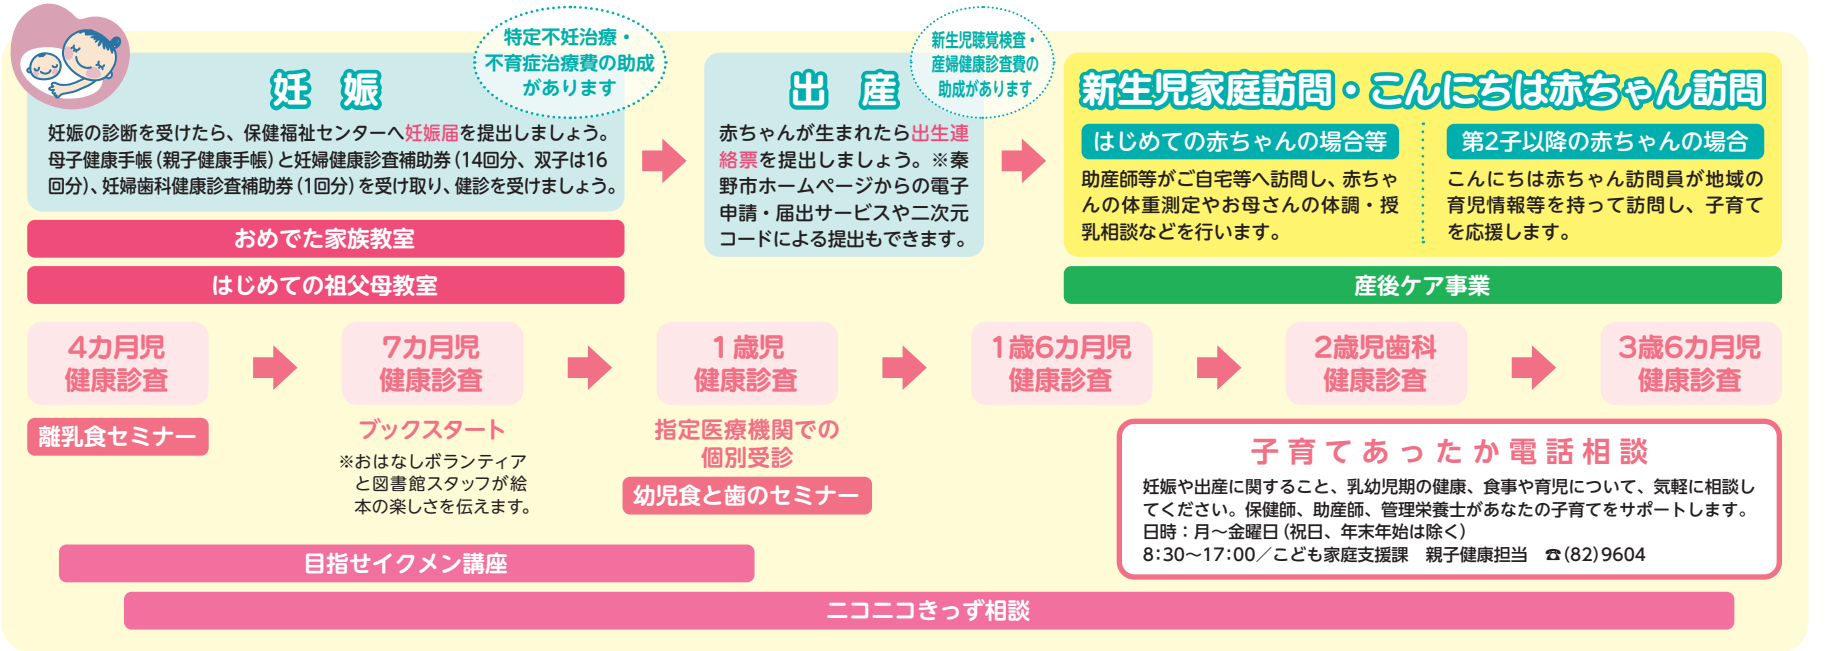 特定不妊治療・
不育症治療費の助成
があります
妊娠
妊娠の診断を受けたら、保健福祉センターへ妊娠届を提出しましょう。
母子健康手帳（親子健康手帳）と妊婦健康診査補助券（14回分、双子は16
回分）、妊婦歯科健康診査補助券（1回分）を受け取り、健診を受けましょう。
おめでた家族教室
はじめての祖父母教室
新生児聴覚検査・
産婦健康診査費の
助成があります
出産
赤ちゃんが生まれたら出生連
絡票を提出しましょう。※秦
野市ホームページからの電子
申請・届出サービスや二次元
コードによる提出もできます。
新生児家庭訪問・こんにちは赤ちゃん訪問
はじめての赤ちゃんの場合等
助産師等がご自宅等へ訪問し、赤ちゃ
んの体重測定やお母さんの体調・授
乳相談などを行います。
第2子以降の赤ちゃんの場合
こんにちは赤ちゃん訪問員が地域の
育児情報等を持って訪問し、子育て
を応援します。
産後ケア事業
4カ月児
健康診査
離乳食セミナー
7カ月児
健康診査
ブックスタート
※おはなしボランティア
と図書館スタッフが絵
本の楽しさを伝えます。
1歳児
健康診査
指定医療機関での
個別受診
幼児食と歯のセミナー
1歳6カ月児
健康診査
2歳児歯科
健康診査
3歳6カ月児
健康診査
子育てあったか電話相談
妊娠や出産に関すること、乳幼児期の健康、食事や育児について、気軽に相談し
てください。保健師、助産師、管理栄養士があなたの子育てをサポートします。
日時：月～金曜日（祝日、年末年始は除く）
8：30～17：00／こども家庭支援課　親子健康担当　☎（82）9604
目指せイクメン講座
ニコニコきっず相談